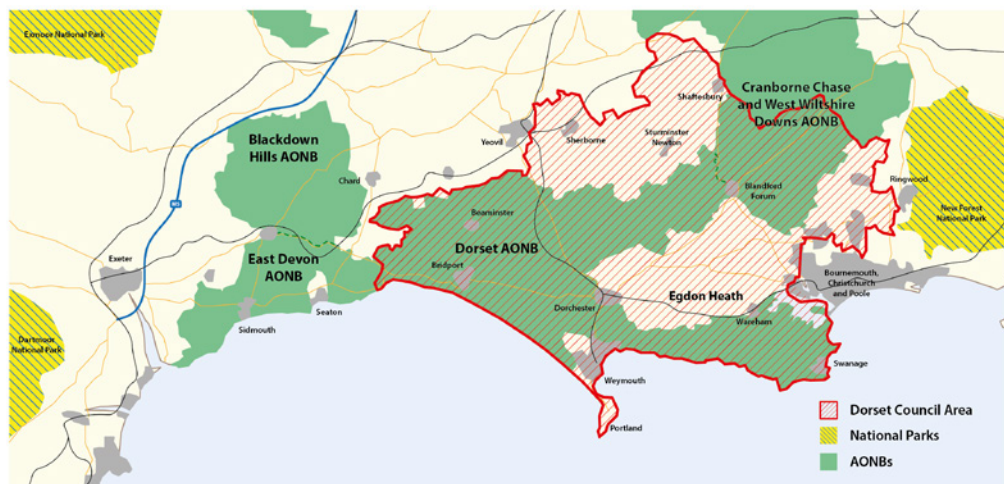 Exmoor National Park
Cranborne Chase
and West Wiltshire
Downs AONB
Shaftesbury
Blackdown
Hills AONB
Yeovil
Sherborne
Sturminster
Newton
Chard
Ringwood
Blandford
Forum
New Forest
National Park
Beaminster
M5
Dorset AONB
Exeter
East Devon
AONB
Bridport
Bournemouth,
Christchurch
and Poole
Egdon Heath
Dorchester
Seaton
Wareham
Sidmouth
Dartmoor
National Park
Swanage
Weymouth
Portland
Dorset Council Area
National Parks
AONBs